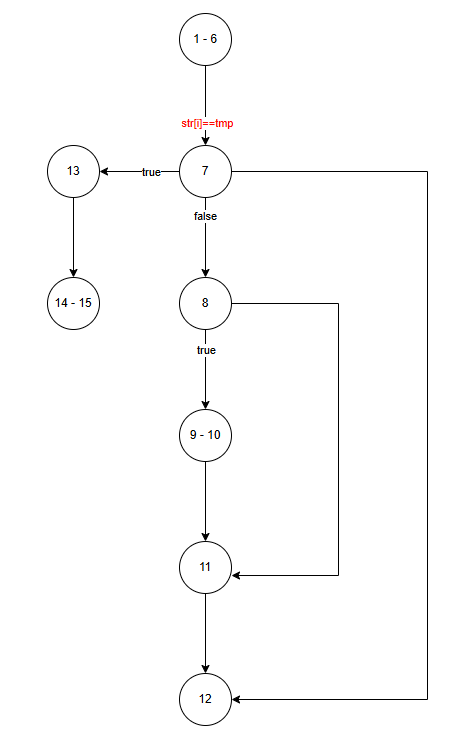 1 - 6
str[i]==tmp
13
true
7
false
14 - 15
8
true
9 - 10
11
12